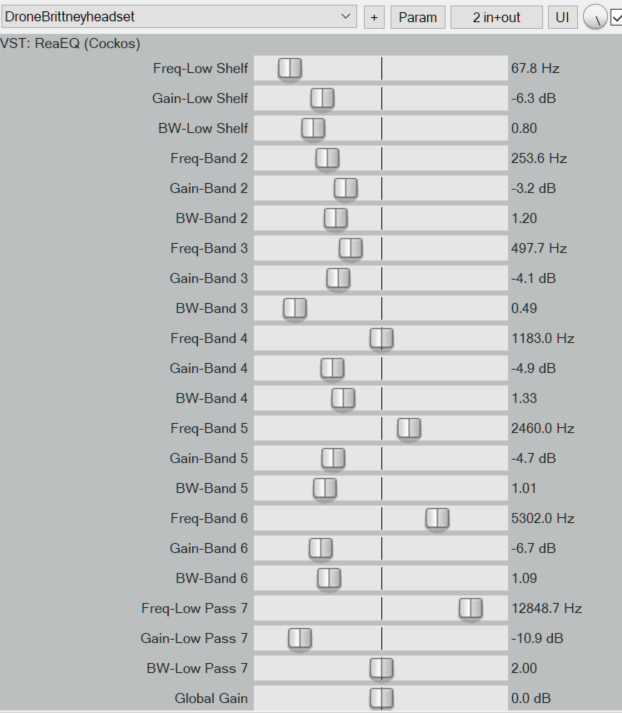 DroneBrittneyheadset + Param 2 in+out UI
VST: ReaEQ (Cockos)
Freq-Low Shelf 67.8 Hz
Gain-Low Shelf -6.3 dB
BW-Low Shelf 0.80
Freq-Band 2 253.6 Hz
Gain-Band 2 -3.2 dB
BW-Band 2 1.20
Freq-Band 3 497.7 Hz
Gain-Band 3 -4.1 dB
BW-Band 3 0.49
Freq-Band 4 1183.0 Hz
Gain-Band 4 -4.9 dB
BW-Band 4 1.33
Freq-Band 5 2460.0 Hz
Gain-Band 5 -4.7 dB
BW-Band 5 1.01
Freq-Band 6 5302.0 Hz
Gain-Band 6 -6.7 dB
BW-Band 6 1.09
Freq-Low Pass 7 12848.7 Hz
Gain-Low Pass 7 -10.9 dB
BW-Low Pass 7 2.00
Global Gain 0.0 dB